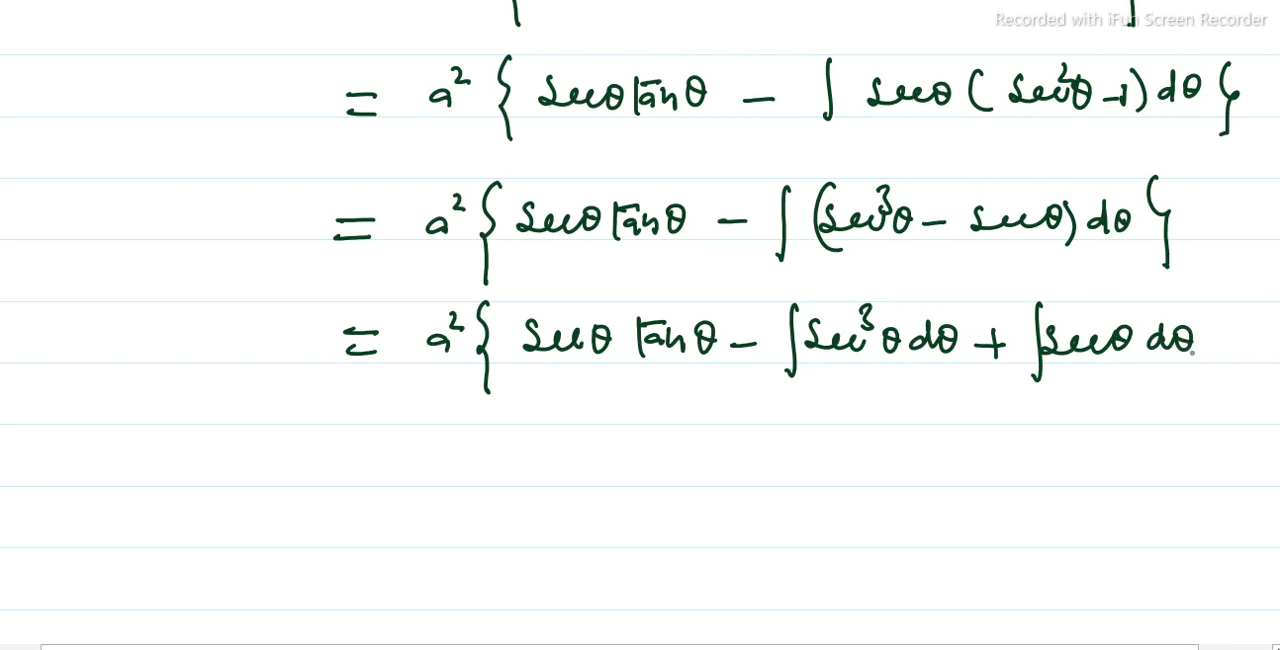 Recorded with iFun Screen Recorder
= a² { secθ tanθ - ∫ secθ ( sec²θ -1) dθ }
= a² { secθ tanθ - ∫ (sec³θ - secθ) dθ }
= a² { secθ tanθ - ∫ sec³θ dθ + ∫ secθ dθ